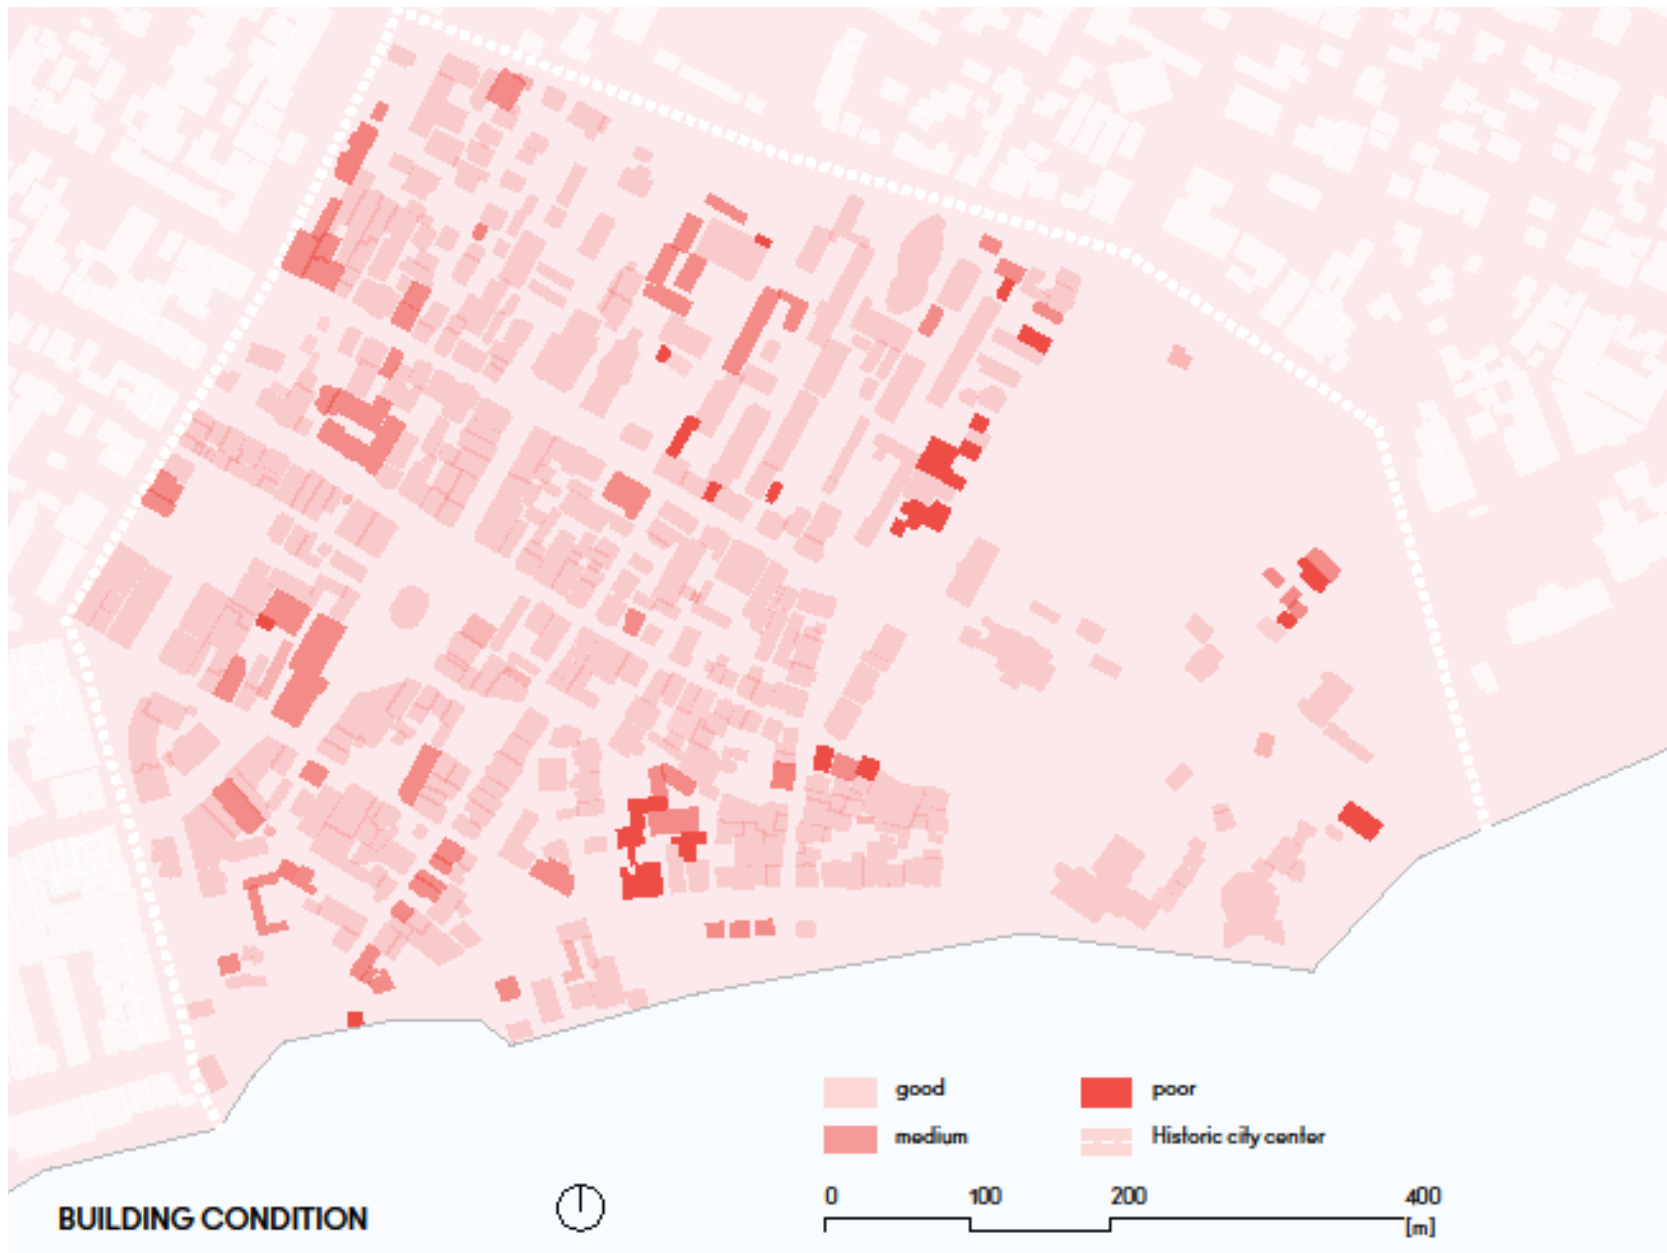 good
poor
medium
Historic city center
BUILDING CONDITION
0 100 200 400
[m]